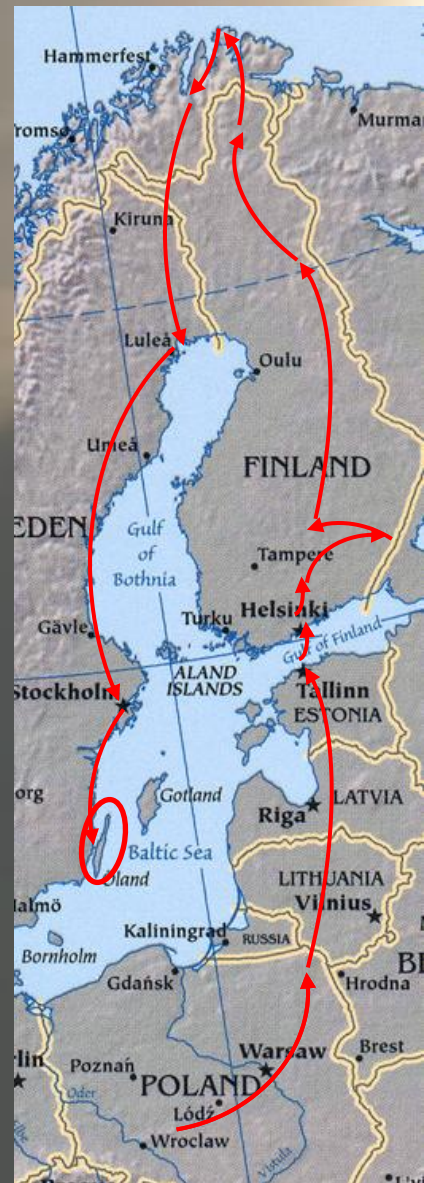 Hammerfest
Tromsø
Murman
Kiruna
Luleå
Oulu
Umeå
FINLAND
EDEN
Gulf
of
Bothnia
Tampere
Turku
Helsinki
Gävle
Gulf of Finland
ALAND
ISLANDS
Tallinn
Stockholm
ESTONIA
Gotland
org
Riga
LATVIA
Baltic Sea
Öland
LITHUANIA
Vilnius
almö
Kaliningrad
RUSSIA
Bornholm
BE
Gdańsk
Hrodna
Warsaw
Brest
rlin
Poznań
POLAND
Oder
Lódź
Wroclaw
Vistula